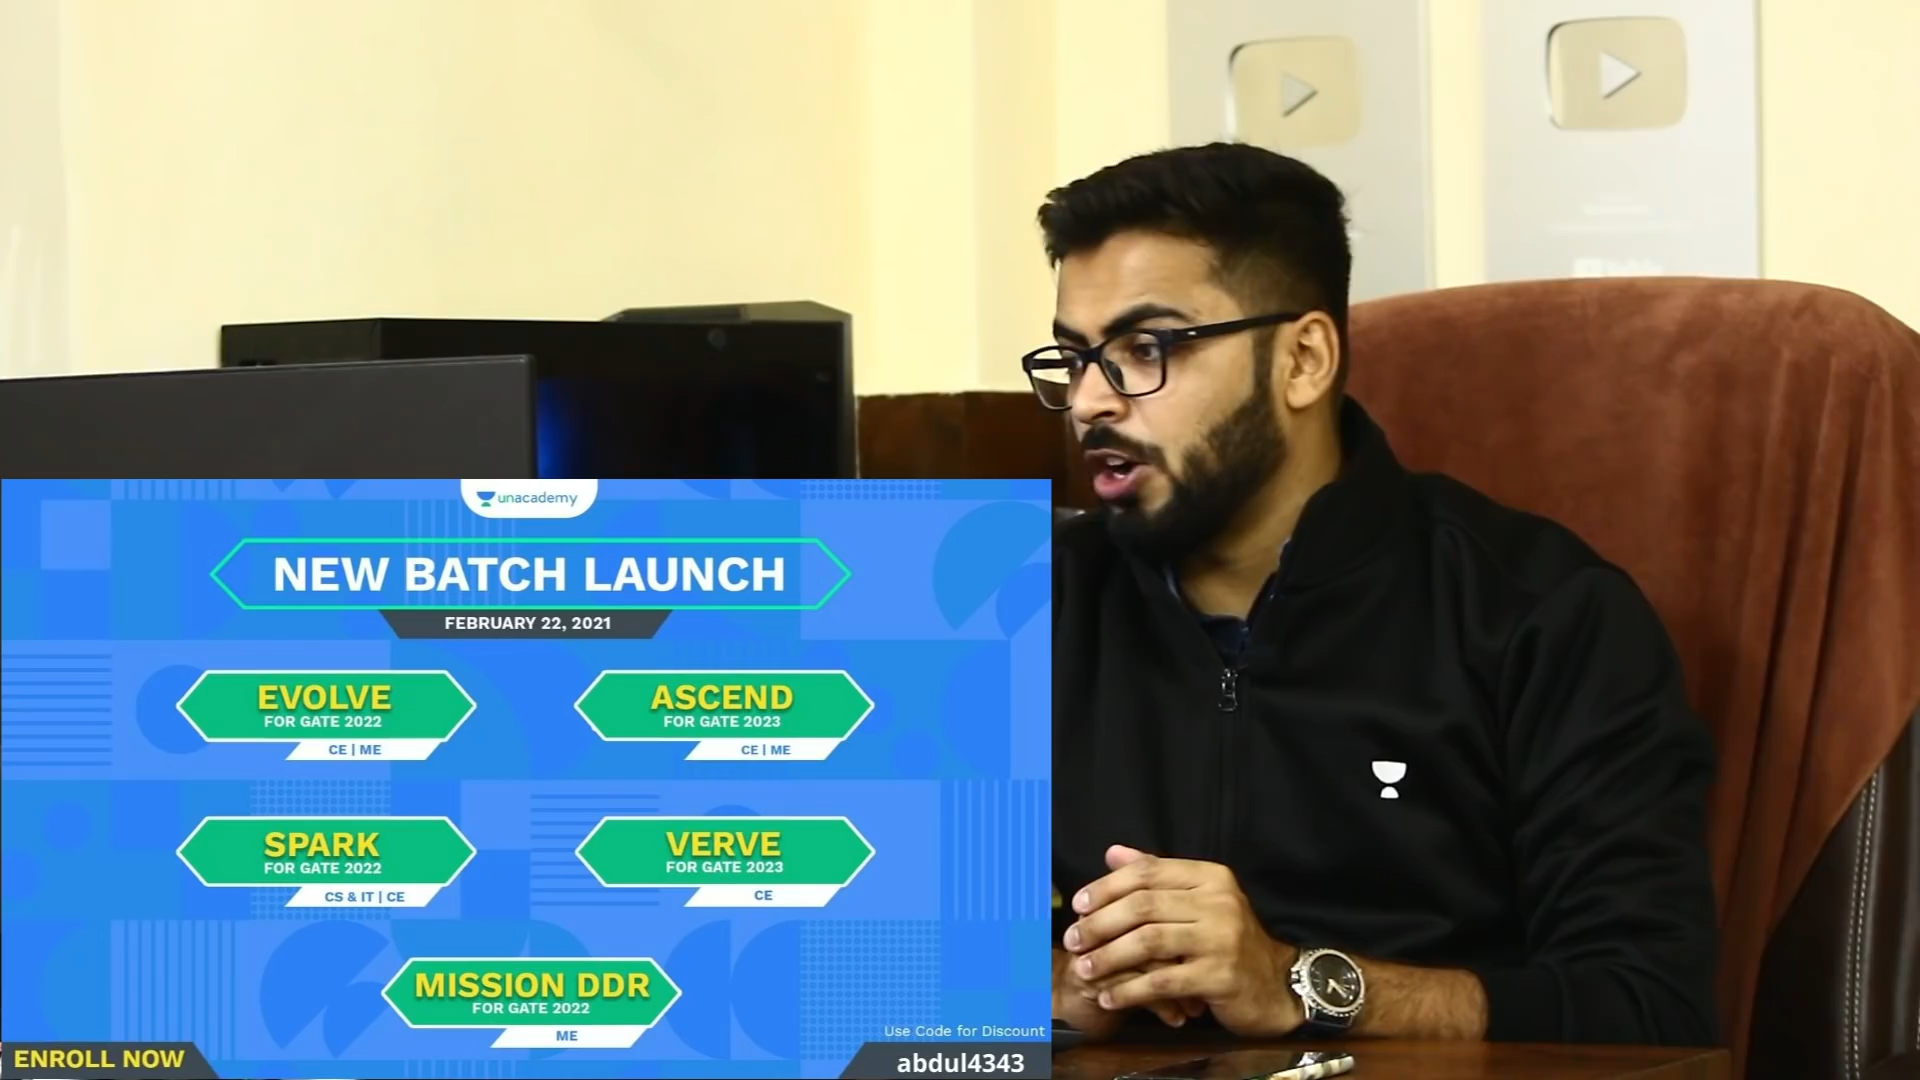 unacademy
NEW BATCH LAUNCH
FEBRUARY 22, 2021
EVOLVE
FOR GATE 2022
CE | ME
ASCEND
FOR GATE 2023
CE | ME
SPARK
FOR GATE 2022
CS & IT | CE
VERVE
FOR GATE 2023
CE
MISSION DDR
FOR GATE 2022
ME
Use Code for Discount
ENROLL NOW
abdul4343